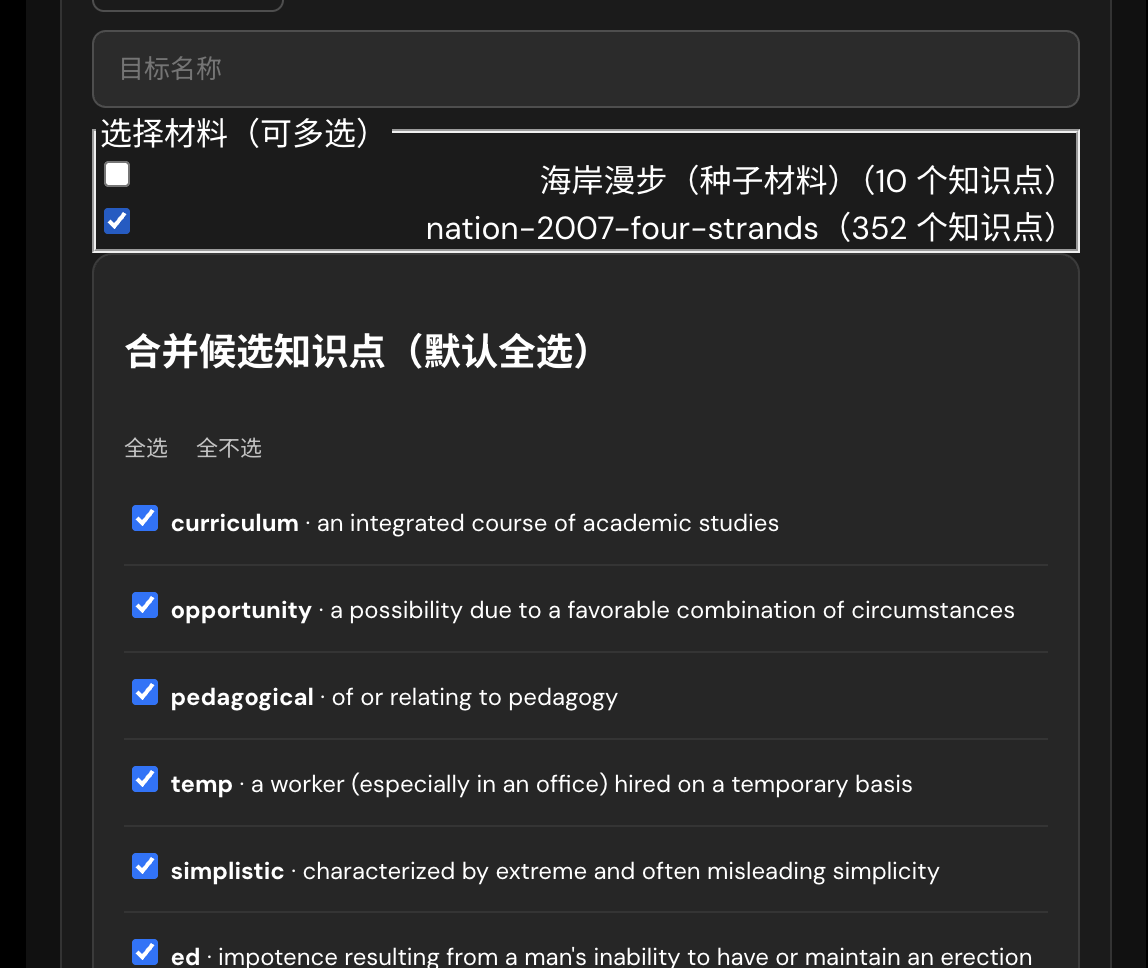 目标名称
选择材料（可多选）
海岸漫步（种子材料）（10 个知识点）
nation-2007-four-strands（352 个知识点）
合并候选知识点（默认全选）
全选 全不选
curriculum · an integrated course of academic studies
opportunity · a possibility due to a favorable combination of circumstances
pedagogical · of or relating to pedagogy
temp · a worker (especially in an office) hired on a temporary basis
simplistic · characterized by extreme and often misleading simplicity
ed · impotence resulting from a man's inability to have or maintain an erection